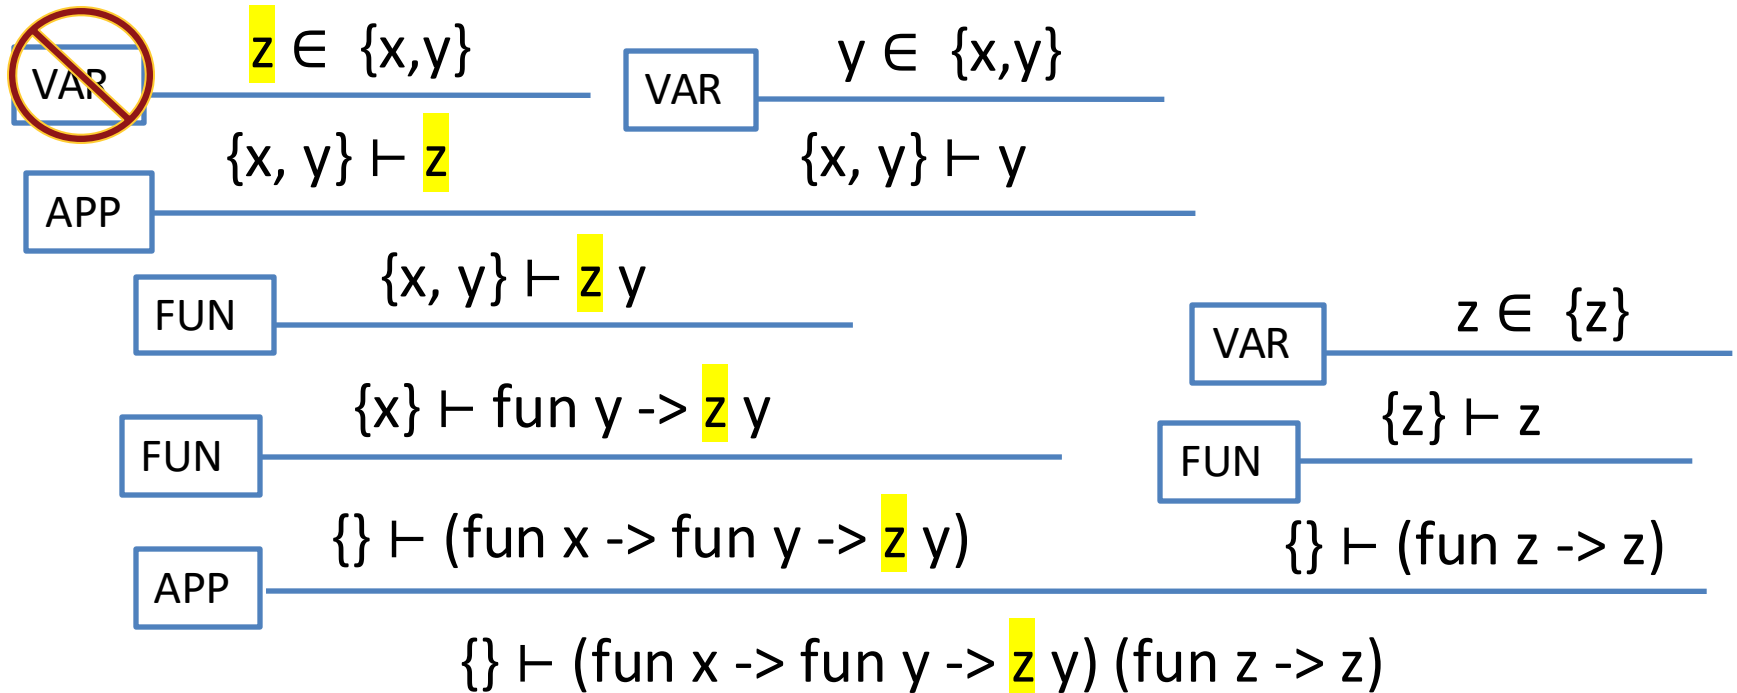 VAR z ∈ {x,y} VAR y ∈ {x,y}
{x, y} ⊢ z {x, y} ⊢ y
APP
{x, y} ⊢ z y
FUN VAR z ∈ {z}
{x} ⊢ fun y -> z y {z} ⊢ z
FUN FUN
{} ⊢ (fun x -> fun y -> z y) {} ⊢ (fun z -> z)
APP
{} ⊢ (fun x -> fun y -> z y) (fun z -> z)